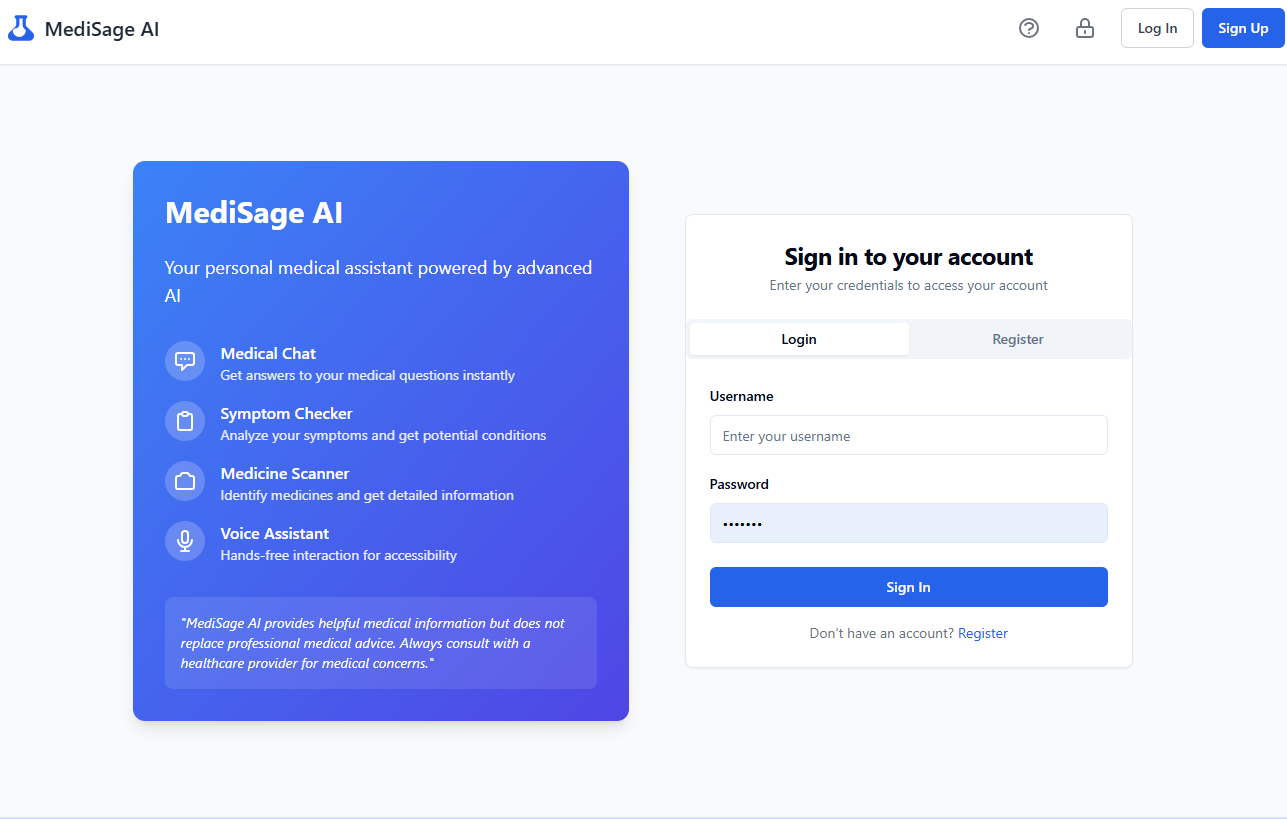 MediSage AI
Log In
Sign Up
MediSage AI
Your personal medical assistant powered by advanced
AI
Medical Chat
Get answers to your medical questions instantly
Symptom Checker
Analyze your symptoms and get potential conditions
Medicine Scanner
Identify medicines and get detailed information
Voice Assistant
Hands-free interaction for accessibility
"MediSage AI provides helpful medical information but does not
replace professional medical advice. Always consult with a
healthcare provider for medical concerns."
Sign in to your account
Enter your credentials to access your account
Login
Register
Username
Enter your username
Password
•••••••
Sign In
Don't have an account? Register